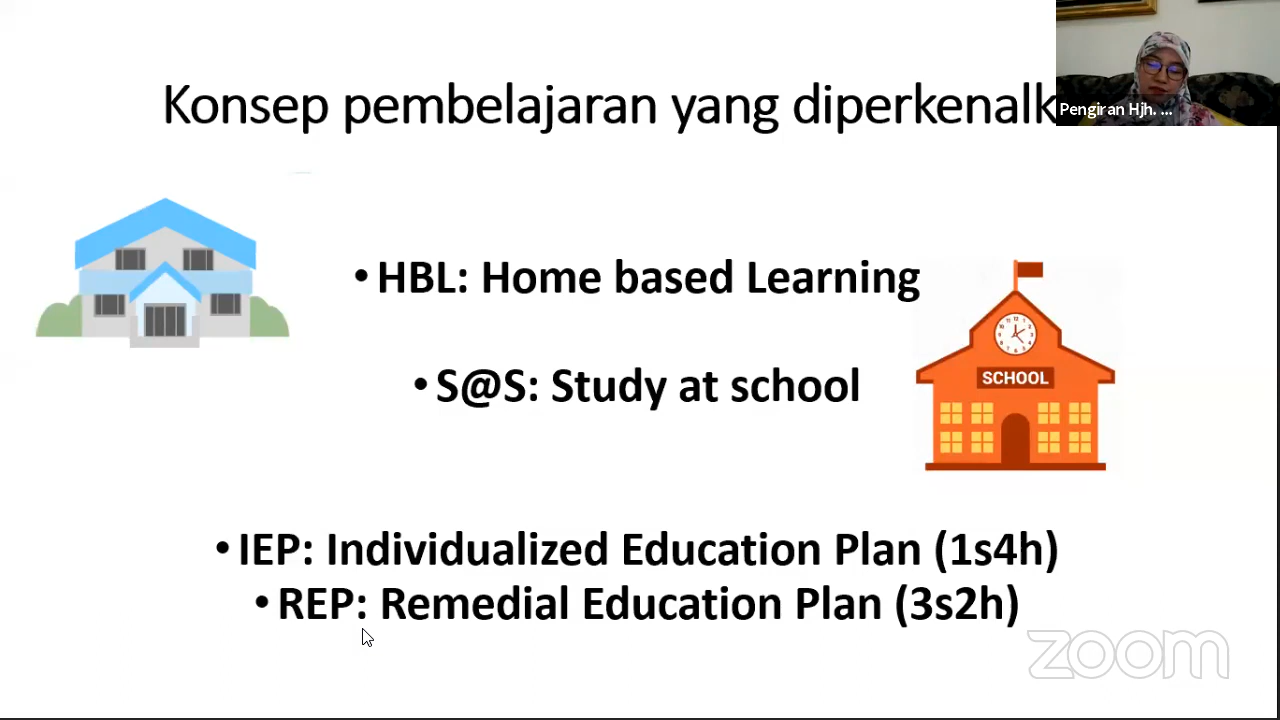 Konsep pembelajaran yang diperkenalk
Pengiran Hjh. ...
• HBL: Home based Learning
• S@S: Study at school
SCHOOL
• IEP: Individualized Education Plan (1s4h)
• REP: Remedial Education Plan (3s2h)
zoom